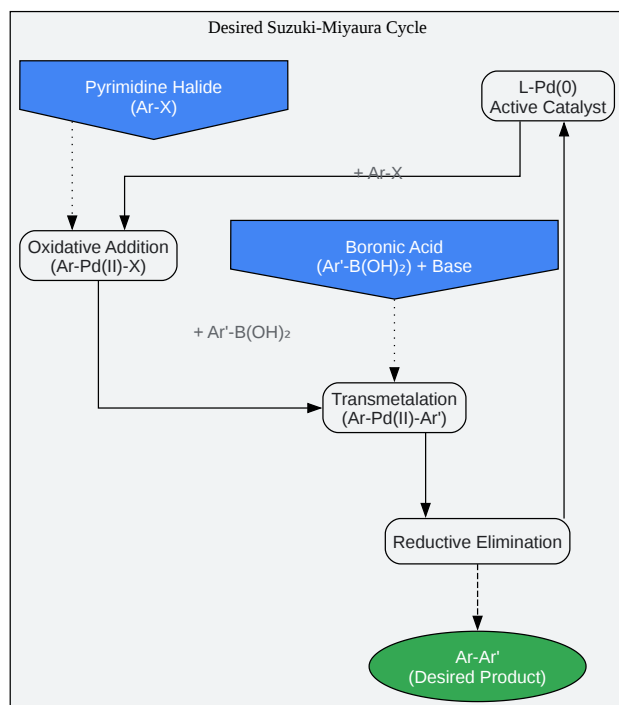 Desired Suzuki-Miyaura Cycle
Pyrimidine Halide
(Ar-X)
L-Pd(0)
Active Catalyst
+ Ar-X
Oxidative Addition
(Ar-Pd(II)-X)
Boronic Acid
(Ar'-B(OH)₂) + Base
+ Ar'-B(OH)₂
Transmetalation
(Ar-Pd(II)-Ar')
Reductive Elimination
Ar-Ar'
(Desired Product)